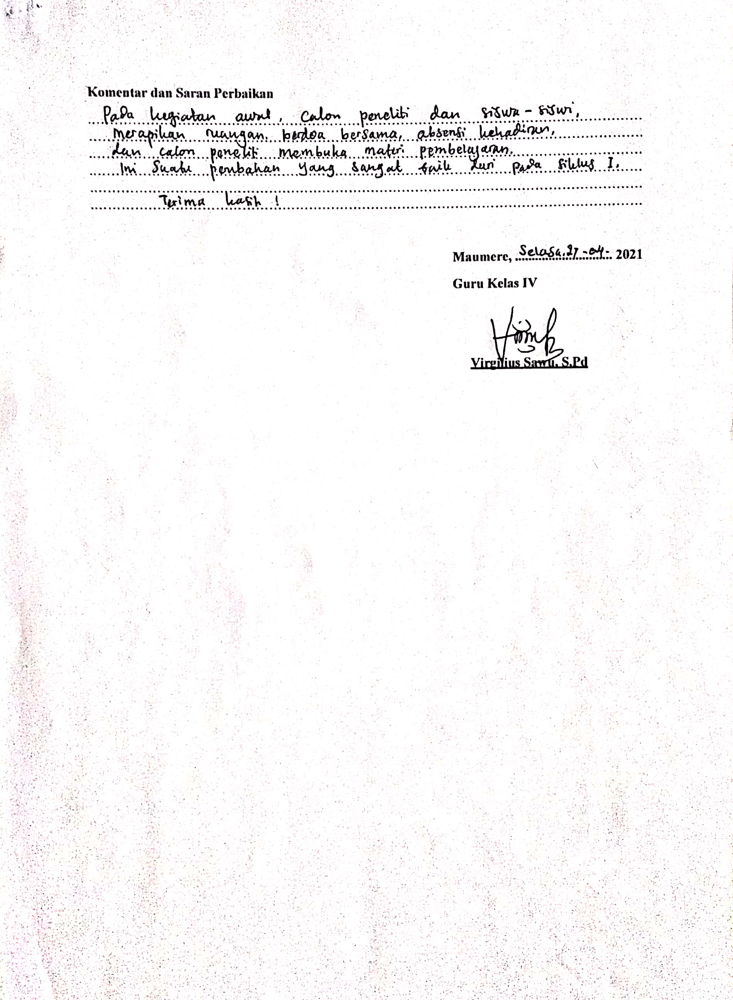 Komentar dan Saran Perbaikan
Pada kegiatan awal, calon peneliti dan siswa - siswi,
merapikan ruangan, berdoa bersama, absensi kehadiran,
dan calon peneliti membuka materi pembelajaran.
Ini suatu perubahan yang sangat baik dari pada siklus I.
Terima kasih !
Maumere, Selasa, 27 - 04 - 2021
Guru Kelas IV
Virgilius Sawu, S.Pd